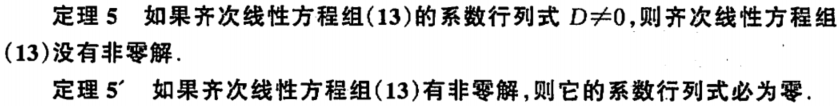 定理 5 如果齐次线性方程组(13)的系数行列式 D≠0,则齐次线性方程组
(13)没有非零解.
定理 5′ 如果齐次线性方程组(13)有非零解,则它的系数行列式必为零.